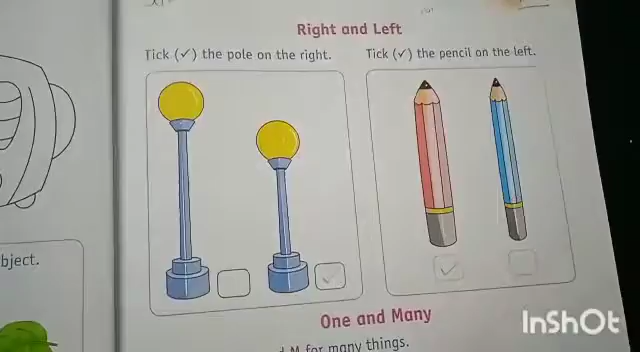 Right and Left
Tick (✓) the pole on the right.
Tick (✓) the pencil on the left.
bject.
One and Many
M for many things.
InShOt